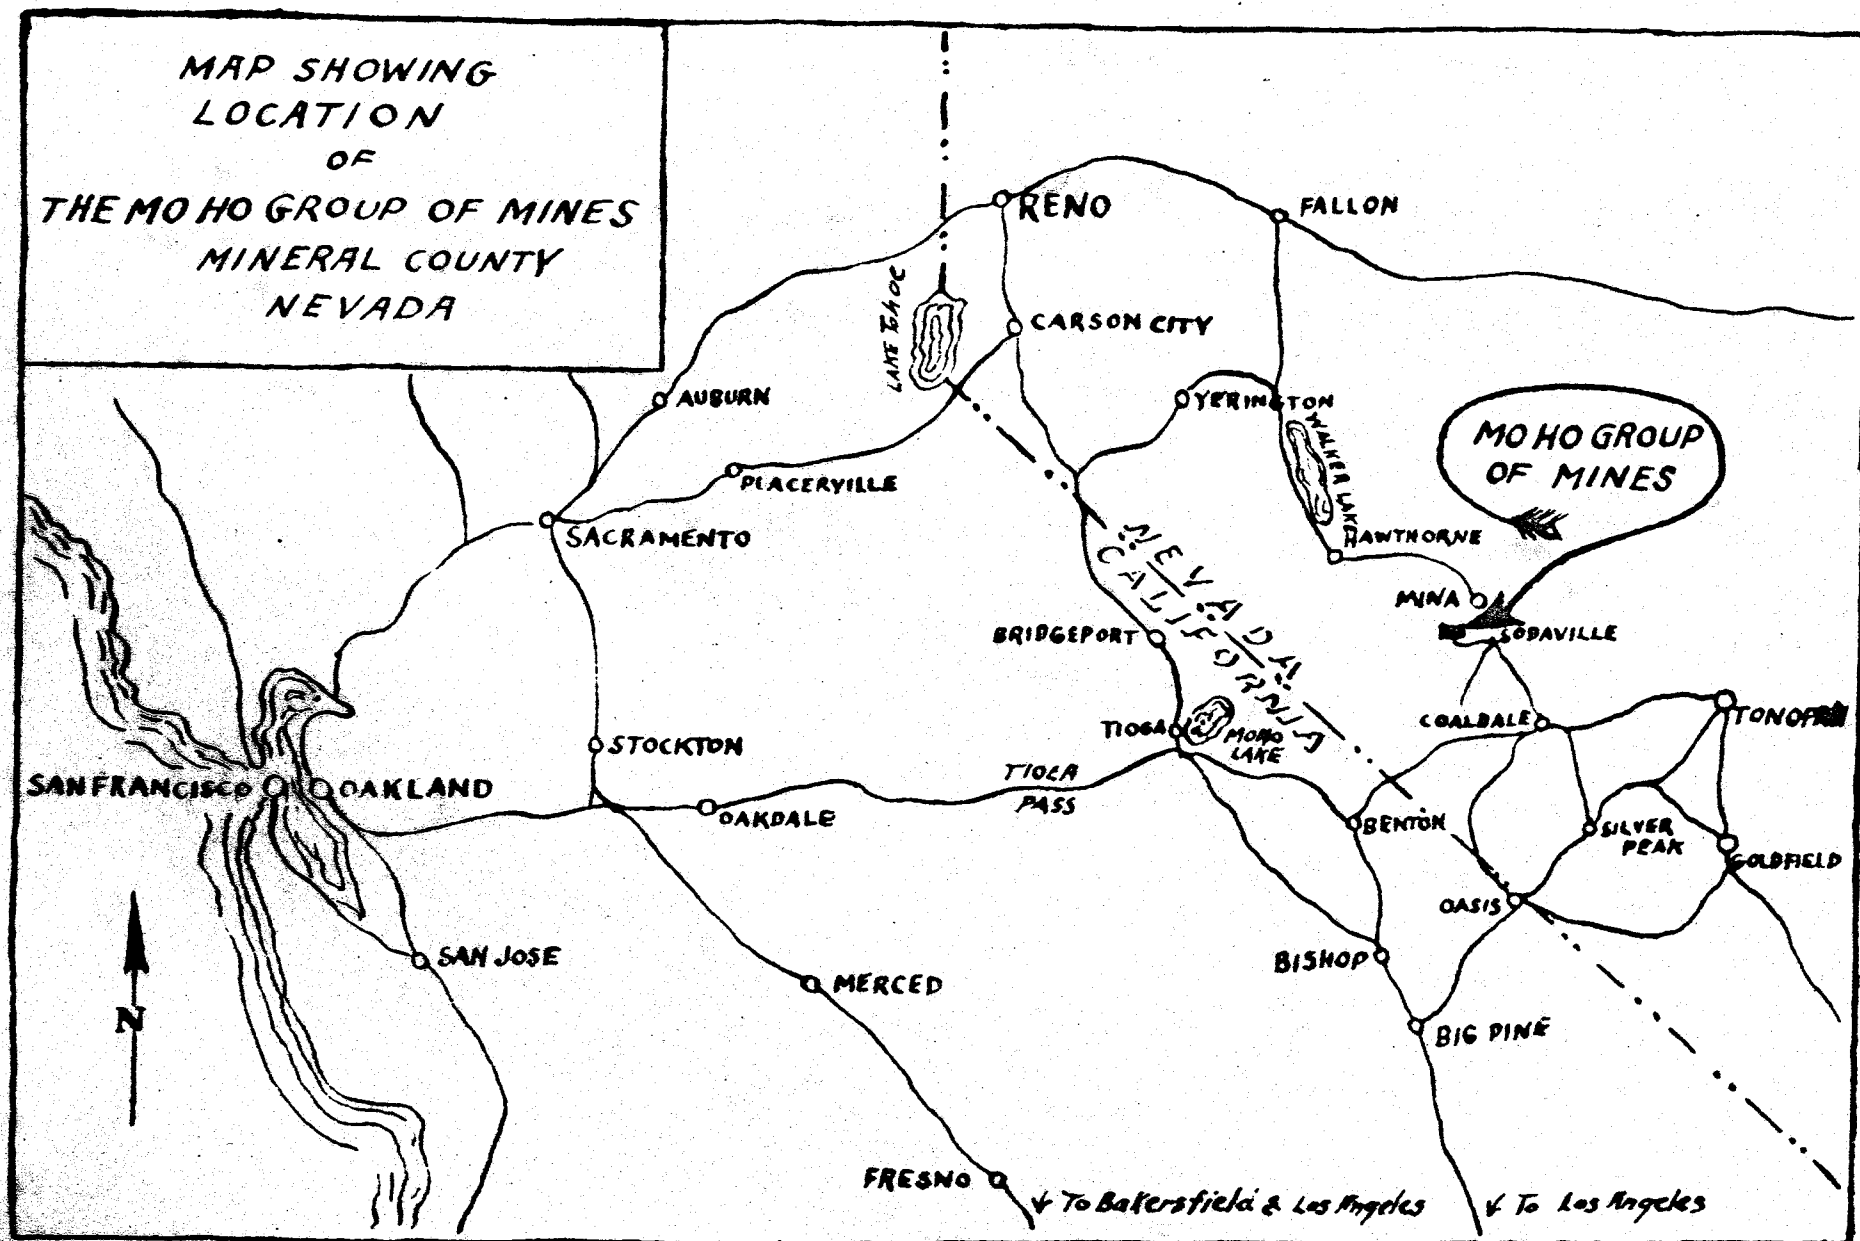 MAP SHOWING
LOCATION
OF
THE MO HO GROUP OF MINES
MINERAL COUNTY
NEVADA
RENO
FALLON
LAKE TAHOE
CARSON CITY
AUBURN
YERINGTON
WALKER LAKE
MO HO GROUP
OF MINES
PLACERVILLE
SACRAMENTO
HAWTHORNE
NEVADA
CALIFORNIA
MINA
SODAVILLE
BRIDGEPORT
TIOGA
MONO
LAKE
COALDALE
TONOPAH
STOCKTON
SAN FRANCISCO
OAKLAND
OAKDALE
TIOGA
PASS
BENTON
SILVER
PEAK
GOLDFIELD
OASIS
SAN JOSE
BISHOP
MERCED
N
BIG PINE
FRESNO
To Bakersfield & Los Angeles
To Los Angeles